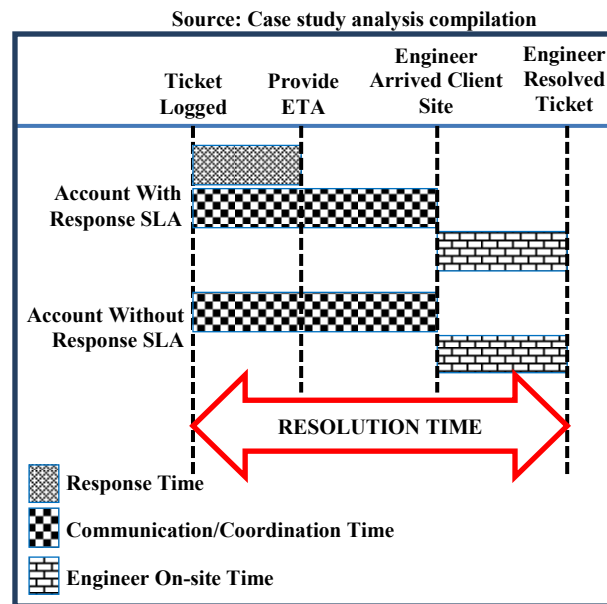 Source: Case study analysis compilation
Ticket
Logged
Provide
ETA
Engineer
Arrived Client
Site
Engineer
Resolved
Ticket
Account With
Response SLA
Account Without
Response SLA
RESOLUTION TIME
Response Time
Communication/Coordination Time
Engineer On-site Time